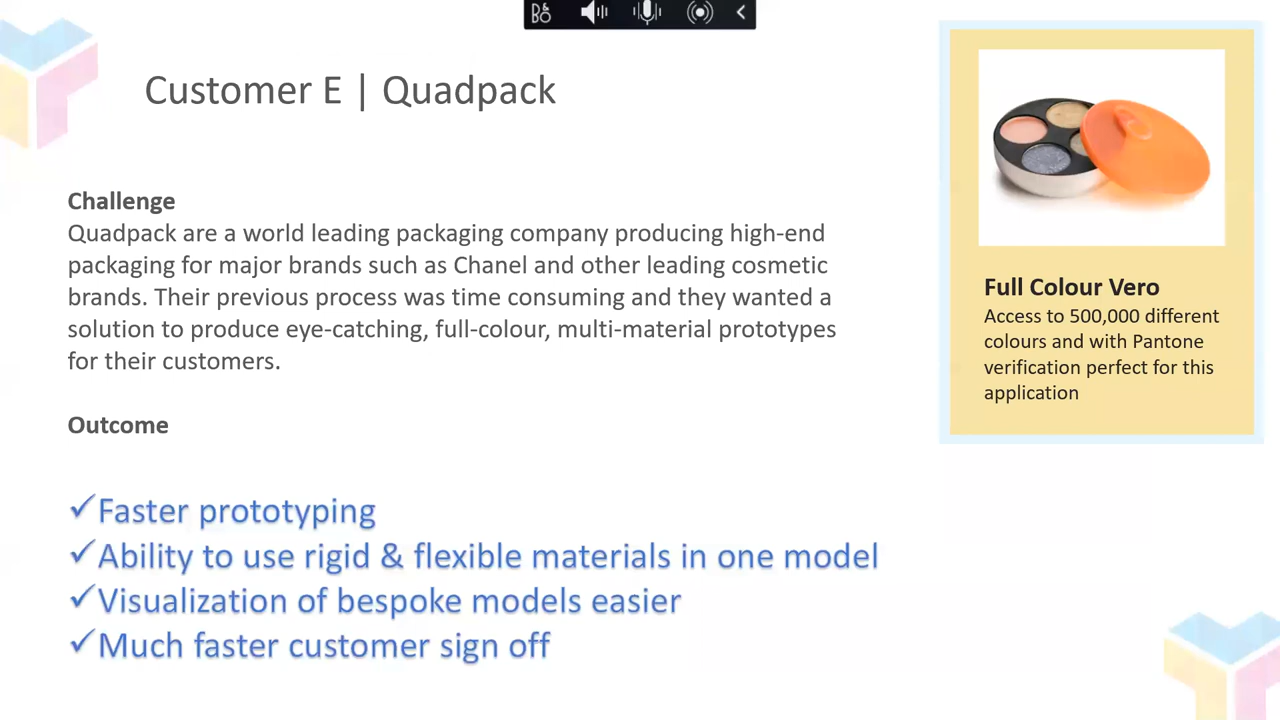 B&O
Customer E | Quadpack
Challenge
Quadpack are a world leading packaging company producing high-end
packaging for major brands such as Chanel and other leading cosmetic
brands. Their previous process was time consuming and they wanted a
solution to produce eye-catching, full-colour, multi-material prototypes
for their customers.
Outcome
✓Faster prototyping
✓Ability to use rigid & flexible materials in one model
✓Visualization of bespoke models easier
✓Much faster customer sign off
Full Colour Vero
Access to 500,000 different
colours and with Pantone
verification perfect for this
application